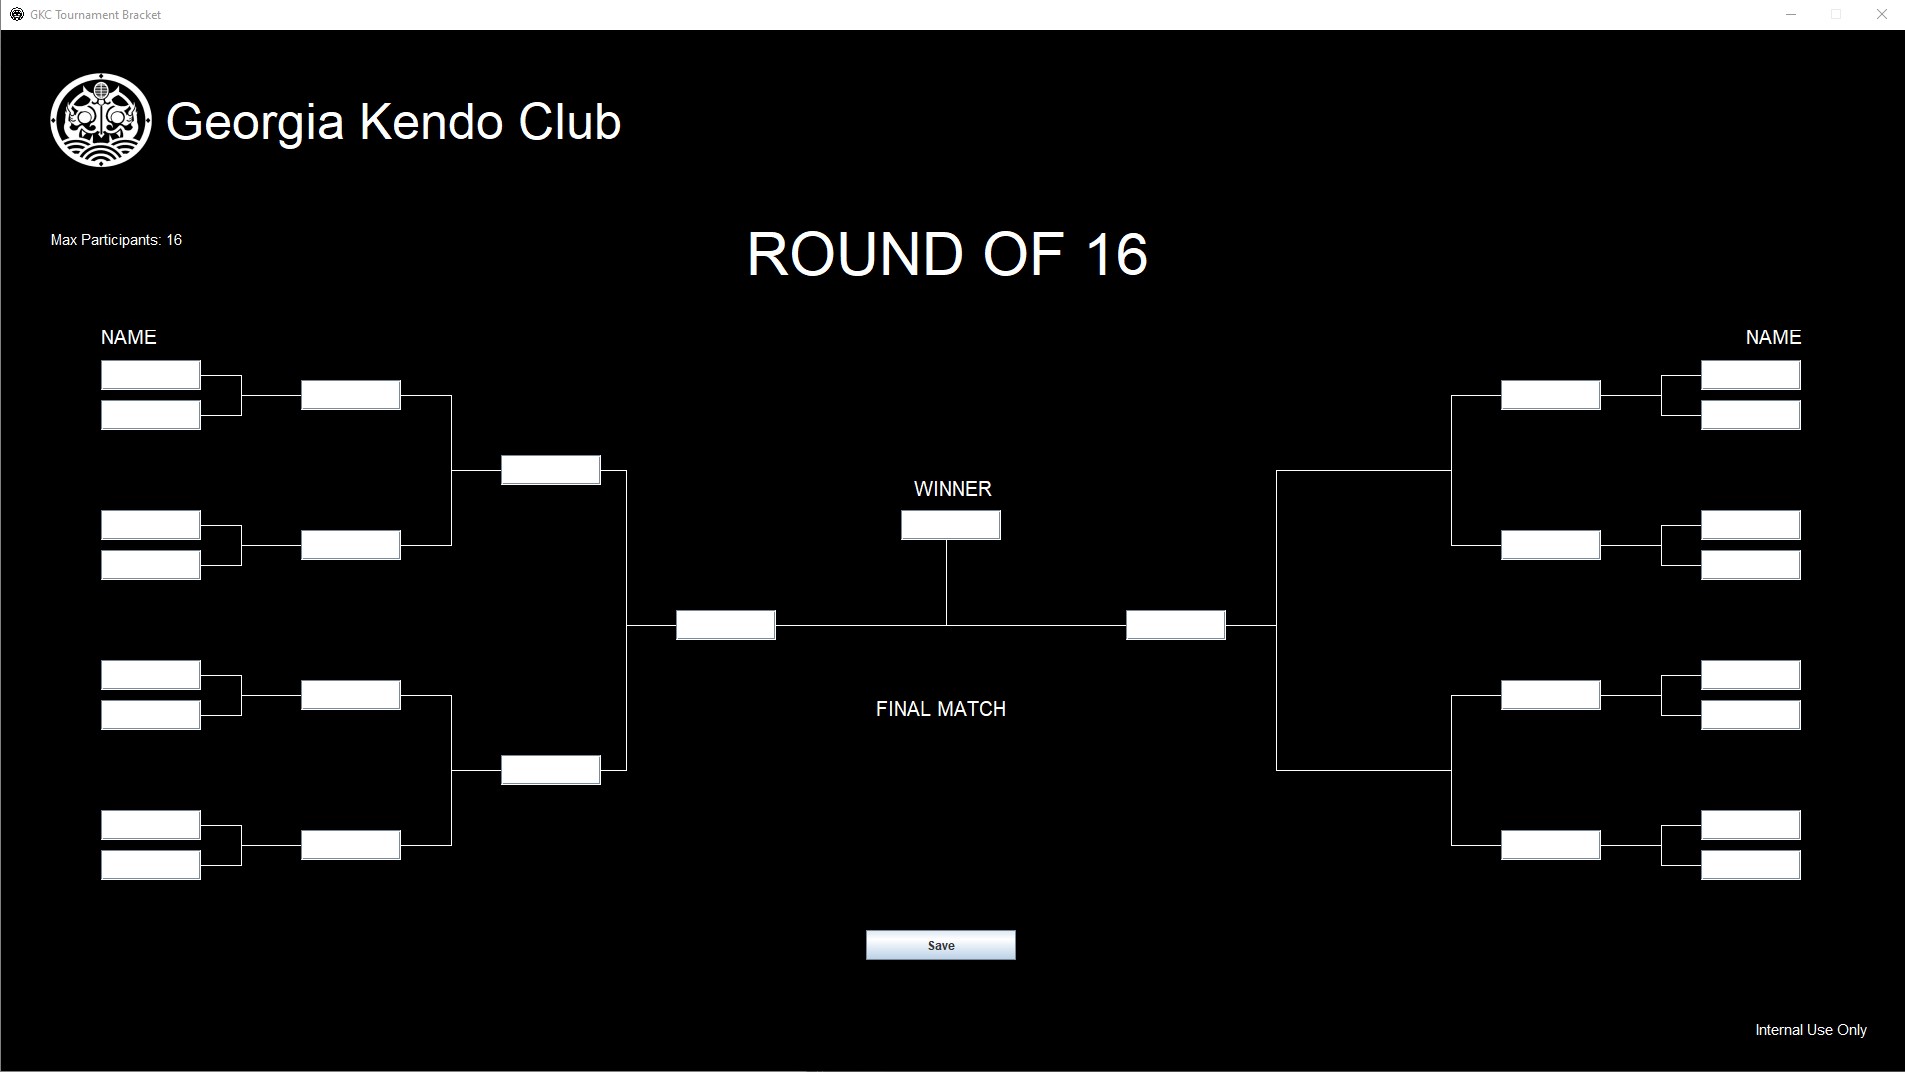 GKC Tournament Bracket
Georgia Kendo Club
Max Participants: 16
ROUND OF 16
NAME
NAME
WINNER
FINAL MATCH
Save
Internal Use Only